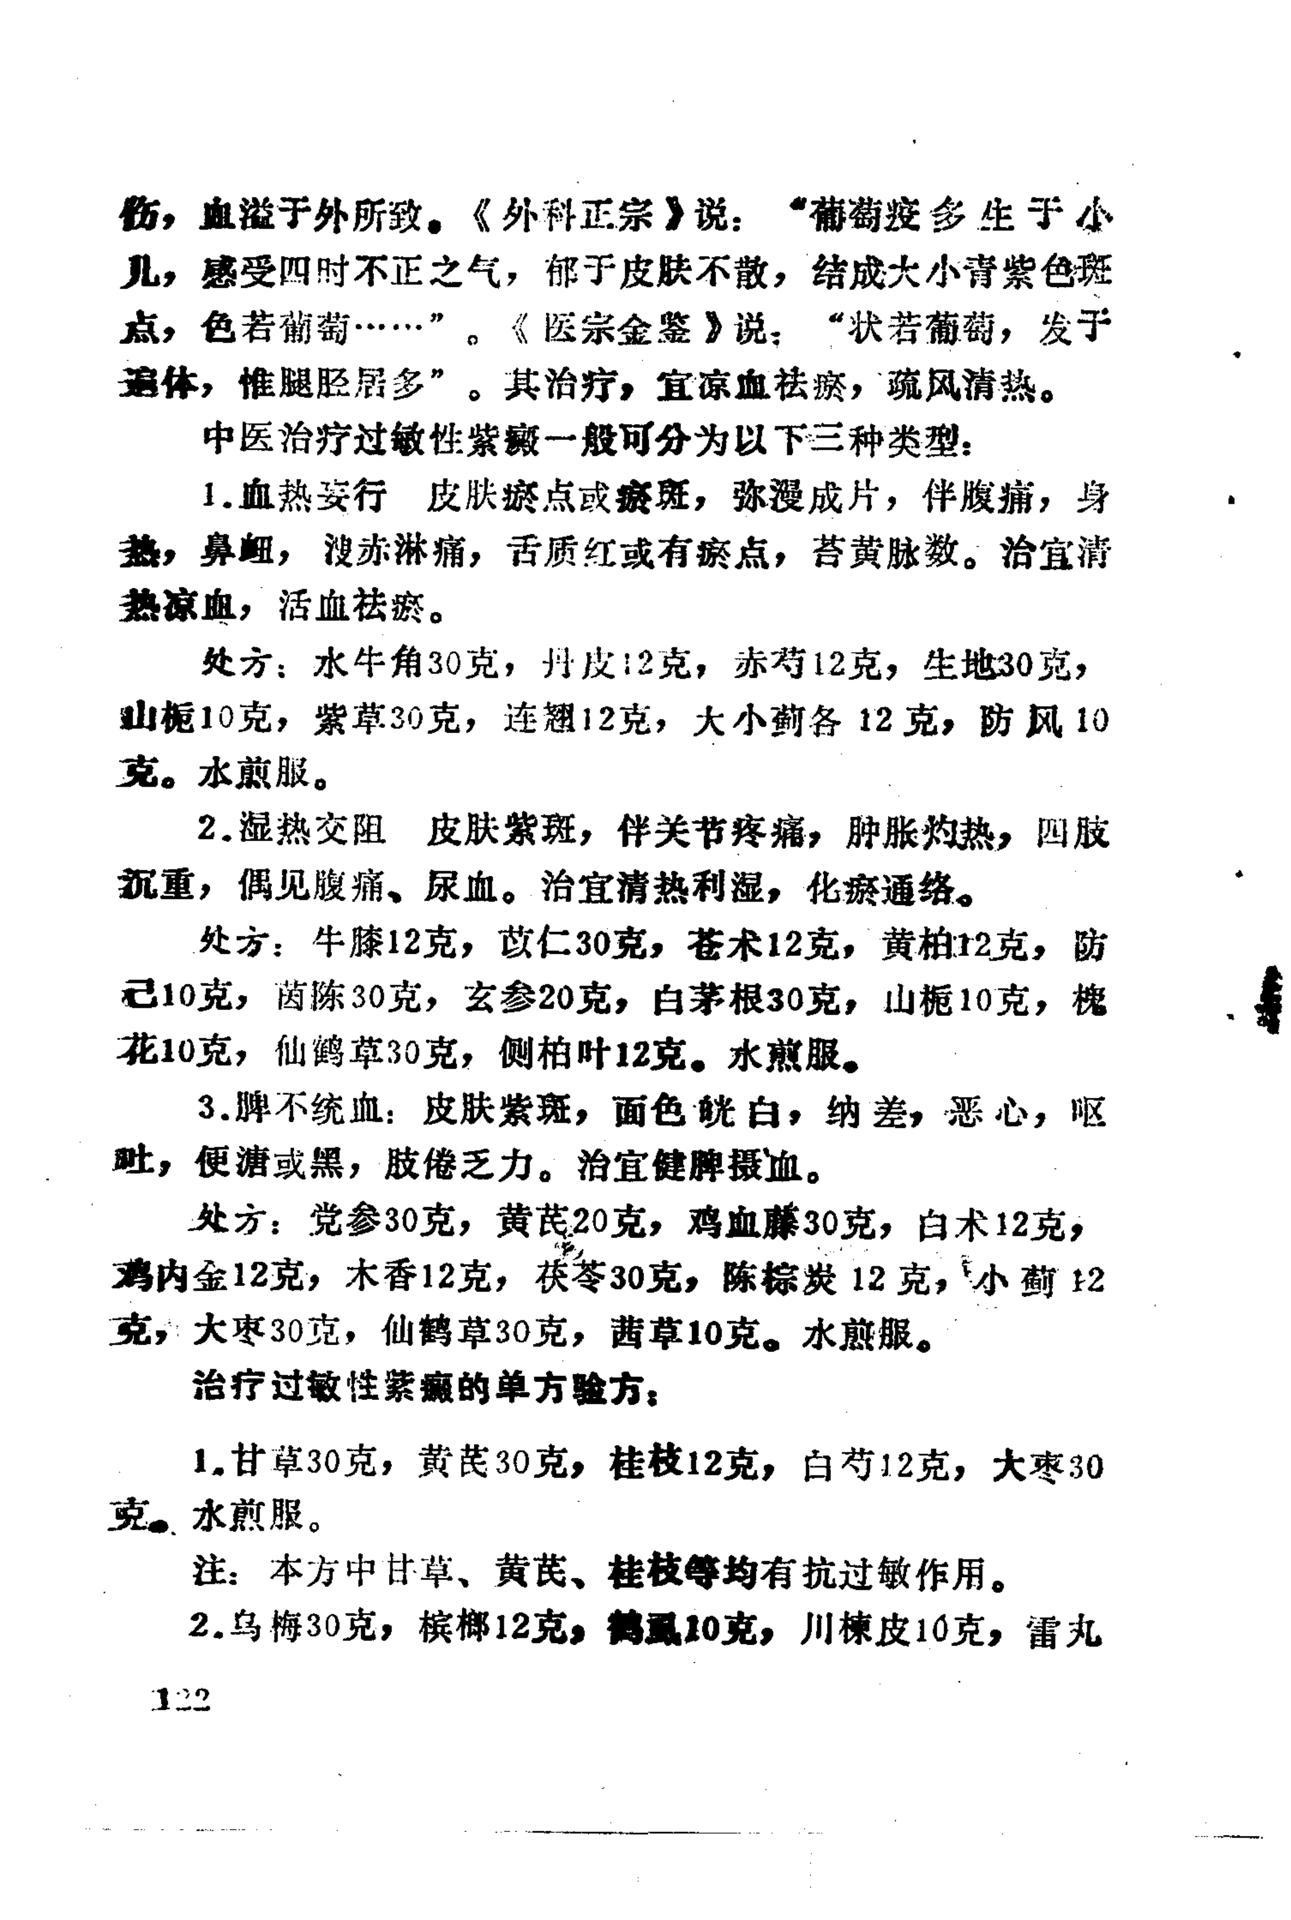 伤，血溢于外所致。《外科正宗》说：“葡萄疫多生于小
儿，感受四时不正之气，郁于皮肤不散，结成大小青紫色斑
点，色若葡萄……”。《医宗金鉴》说：“状若葡萄，发于
遍体，惟腿胫居多”。其治疗，宜凉血祛瘀，疏风清热。
中医治疗过敏性紫癜一般可分为以下三种类型：
1.血热妄行　皮肤瘀点或瘀斑，弥漫成片，伴腹痛，身
热，鼻衄，溲赤淋痛，舌质红或有瘀点，苔黄脉数。治宜清
热凉血，活血祛瘀。
处方：水牛角30克，丹皮12克，赤芍12克，生地30克，
山栀10克，紫草30克，连翘12克，大小蓟各12克，防风10
克。水煎服。
2.湿热交阻　皮肤紫斑，伴关节疼痛，肿胀灼热，四肢
沉重，偶见腹痛、尿血。治宜清热利湿，化瘀通络。
处方：牛膝12克，苡仁30克，苍术12克，黄柏12克，防
己10克，茵陈30克，玄参20克，白茅根30克，山栀10克，槐
花10克，仙鹤草30克，侧柏叶12克。水煎服。
3.脾不统血：皮肤紫斑，面色㿠白，纳差，恶心，呕
吐，便溏或黑，肢倦乏力。治宜健脾摄血。
处方：党参30克，黄芪20克，鸡血藤30克，白术12克，
鸡内金12克，木香12克，茯苓30克，陈棕炭12克，小蓟12
克，大枣30克，仙鹤草30克，茜草10克。水煎服。
治疗过敏性紫癜的单方验方：
1.甘草30克，黄芪30克，桂枝12克，白芍12克，大枣30
克。水煎服。
注：本方中甘草、黄芪、桂枝等均有抗过敏作用。
2.乌梅30克，槟榔12克，鹤虱10克，川楝皮10克，雷丸
122